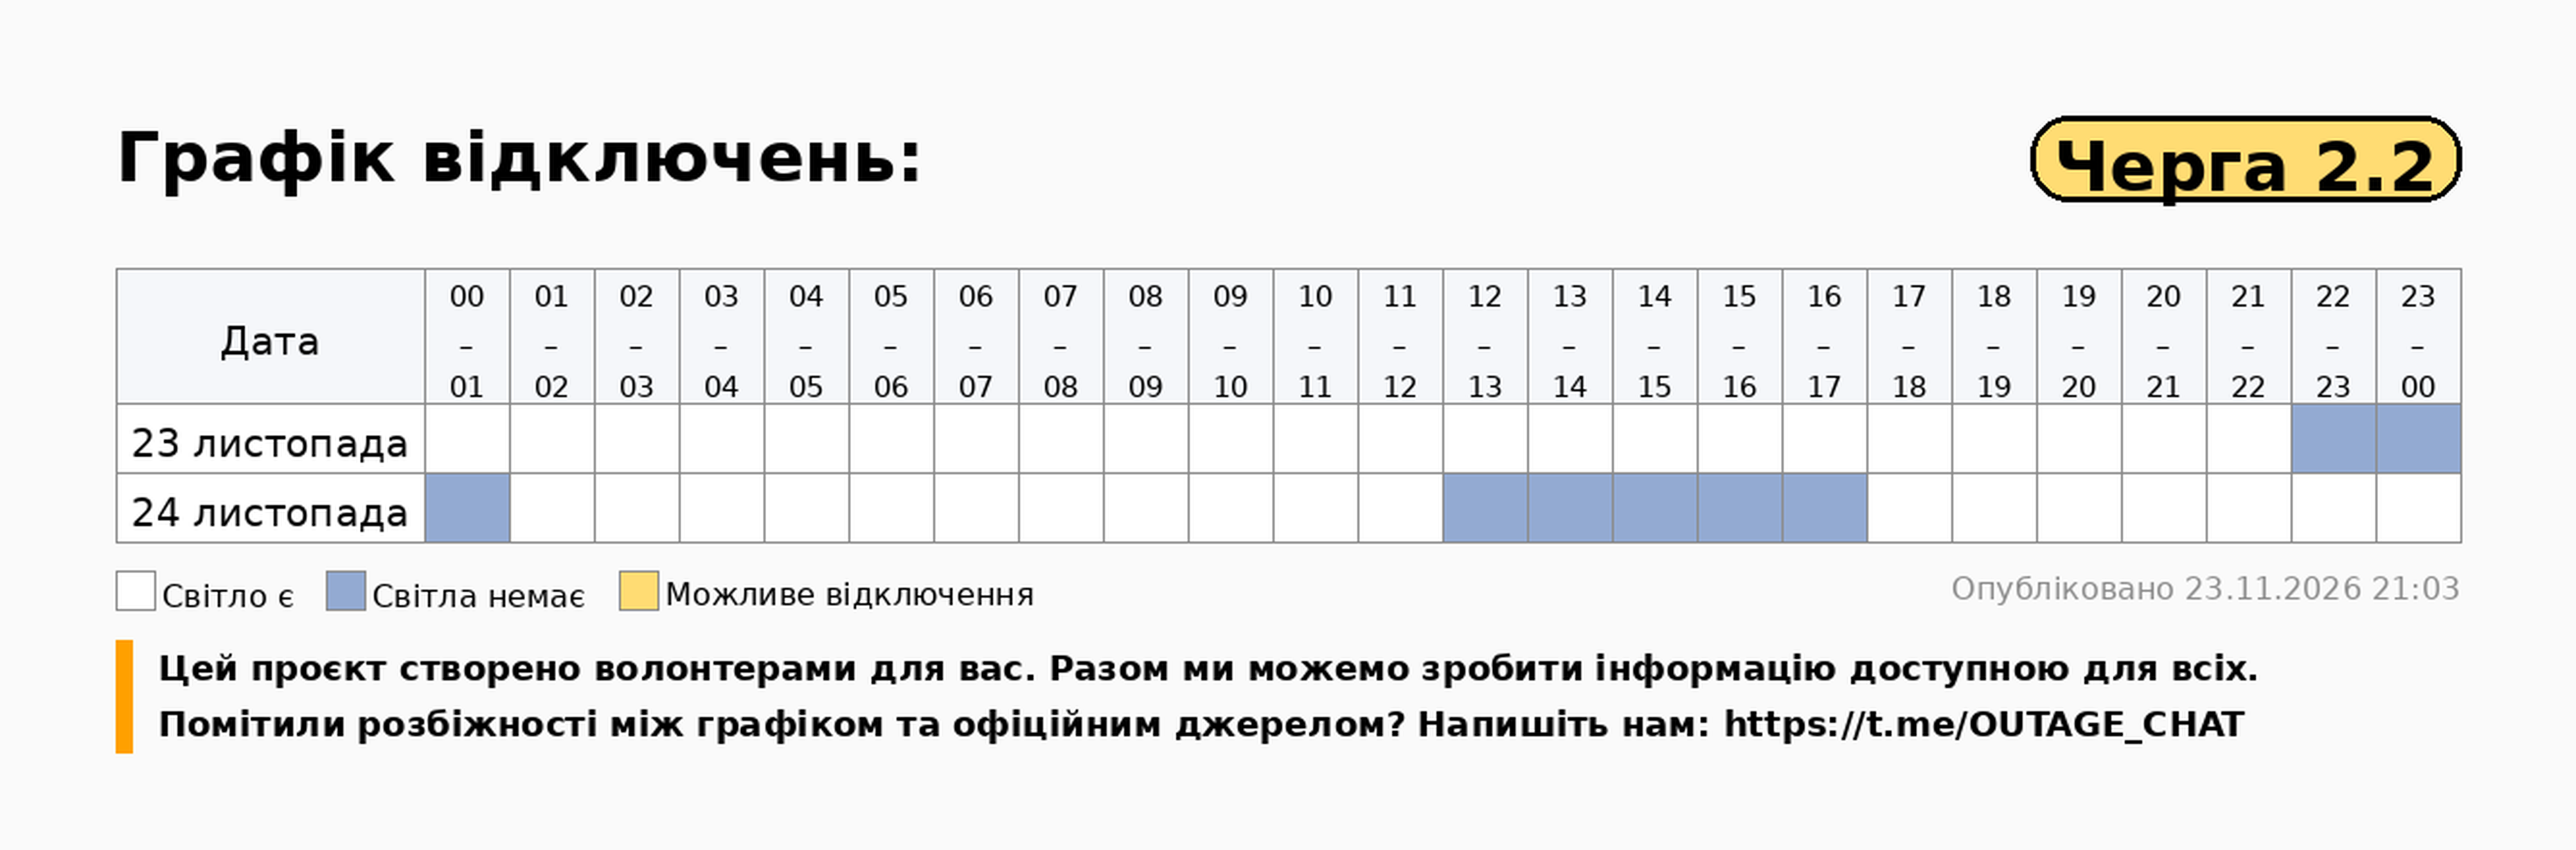 Графік відключень:
Черга 2.2
Дата
00 – 01
01 – 02
02 – 03
03 – 04
04 – 05
05 – 06
06 – 07
07 – 08
08 – 09
09 – 10
10 – 11
11 – 12
12 – 13
13 – 14
14 – 15
15 – 16
16 – 17
17 – 18
18 – 19
19 – 20
20 – 21
21 – 22
22 – 23
23 – 00
23 листопада
24 листопада
Світло є
Світла немає
Можливе відключення
Опубліковано 23.11.2026 21:03
Цей проєкт створено волонтерами для вас. Разом ми можемо зробити інформацію доступною для всіх.
Помітили розбіжності між графіком та офіційним джерелом? Напишіть нам: https://t.me/OUTAGE_CHAT